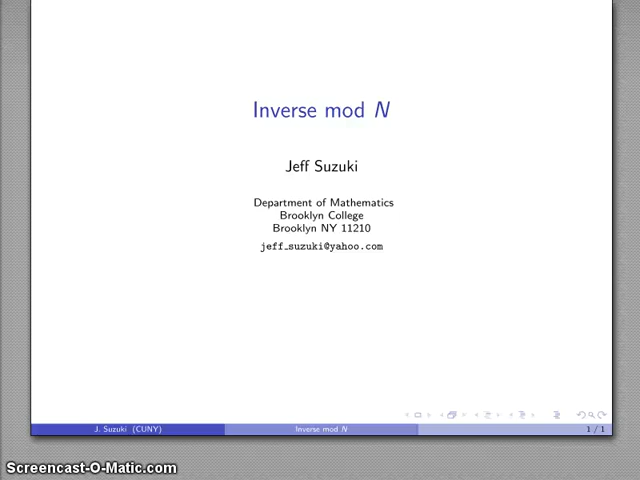 Inverse mod N
Jeff Suzuki
Department of Mathematics
Brooklyn College
Brooklyn NY 11210
jeff_suzuki@yahoo.com
J. Suzuki (CUNY)
Inverse mod N
1 / 1
Screencast-O-Matic.com